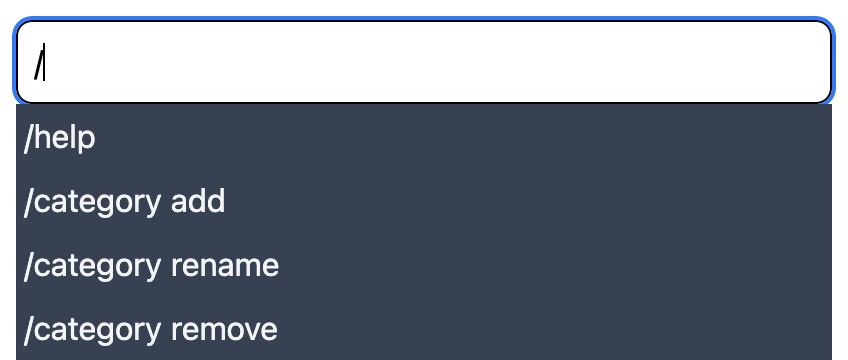 /
/help
/category add
/category rename
/category remove